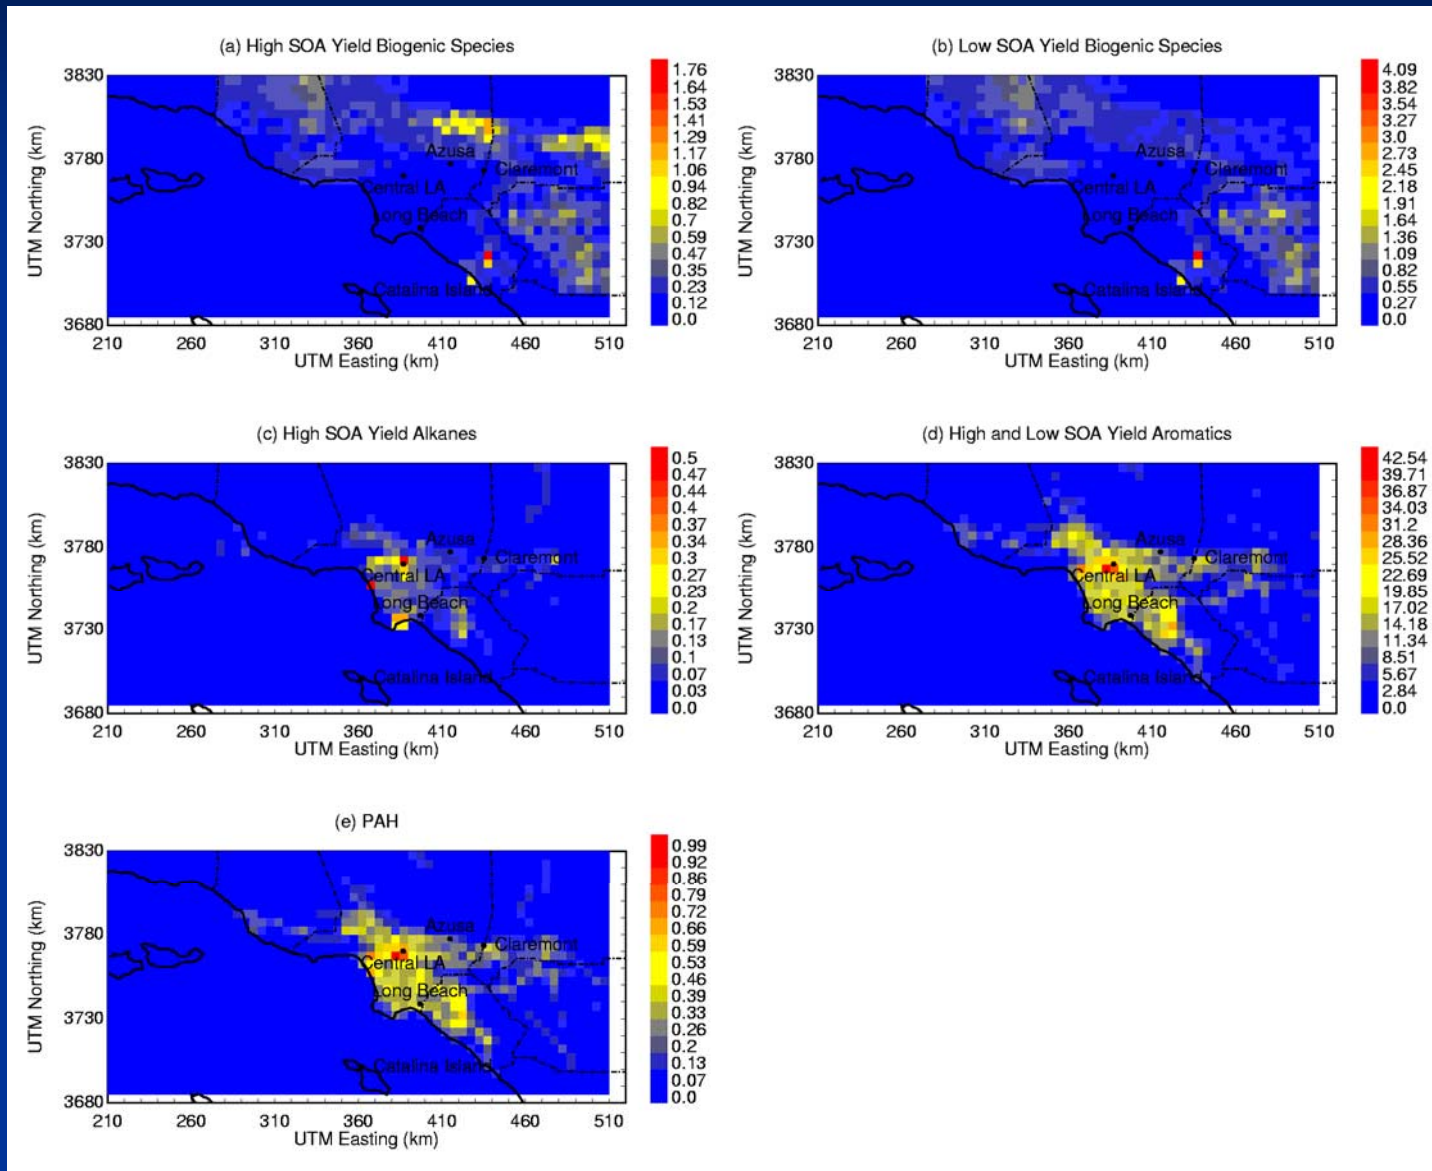 (a) High SOA Yield Biogenic Species
UTM Northing (km)
3830
3780
3730
3680
Azusa
Claremont
Central LA
Long Beach
Catalina Island
210 260 310 360 410 460 510
UTM Easting (km)
1.76
1.64
1.53
1.41
1.29
1.17
1.06
0.94
0.82
0.7
0.59
0.47
0.35
0.23
0.12
0.0
(b) Low SOA Yield Biogenic Species
UTM Northing (km)
3830
3780
3730
3680
Azusa
Claremont
Central LA
Long Beach
Catalina Island
210 260 310 360 410 460 510
UTM Easting (km)
4.09
3.82
3.54
3.27
3.0
2.73
2.45
2.18
1.91
1.64
1.36
1.09
0.82
0.55
0.27
0.0
(c) High SOA Yield Alkanes
UTM Northing (km)
3830
3780
3730
3680
Azusa
Claremont
Central LA
Long Beach
Catalina Island
210 260 310 360 410 460 510
UTM Easting (km)
0.5
0.47
0.44
0.4
0.37
0.34
0.3
0.27
0.23
0.2
0.17
0.13
0.1
0.07
0.03
0.0
(d) High and Low SOA Yield Aromatics
UTM Northing (km)
3830
3780
3730
3680
Azusa
Claremont
Central LA
Long Beach
Catalina Island
210 260 310 360 410 460 510
UTM Easting (km)
42.54
39.71
36.87
34.03
31.2
28.36
25.52
22.69
19.85
17.02
14.18
11.34
8.51
5.67
2.84
0.0
(e) PAH
UTM Northing (km)
3830
3780
3730
3680
Azusa
Claremont
Central LA
Long Beach
Catalina Island
210 260 310 360 410 460 510
UTM Easting (km)
0.99
0.92
0.86
0.79
0.72
0.66
0.59
0.53
0.46
0.39
0.33
0.26
0.2
0.13
0.07
0.0